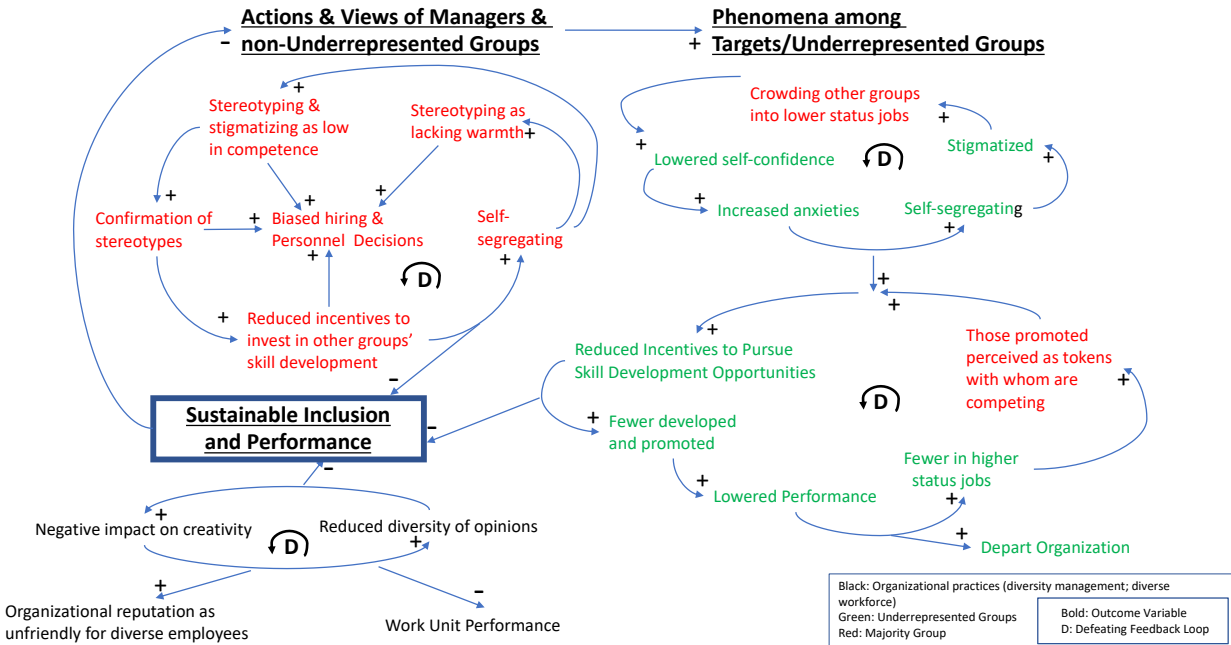 Actions & Views of Managers &
non-Underrepresented Groups
–
Phenomena among
Targets/Underrepresented Groups
+
+
Stereotyping &
stigmatizing as low
in competence
Stereotyping as
lacking warmth
+
+
Confirmation of
stereotypes
+
+
+
Biased hiring &
Personnel Decisions
+
Self-
segregating
+
D
+
Reduced incentives to
invest in other groups’
skill development
–
Crowding other groups
into lower status jobs
+
Stigmatized
+
D
+
Lowered self-confidence
+
Increased anxieties
Self-segregating
+
+
+
+
Reduced Incentives to Pursue
Skill Development Opportunities
Those promoted
perceived as tokens
with whom are
competing
+
D
Sustainable Inclusion
and Performance
–
–
+
Fewer developed
and promoted
+
Lowered Performance
Fewer in higher
status jobs
+
+
Depart Organization
+
Negative impact on creativity
Reduced diversity of opinions
+
D
+
Organizational reputation as
unfriendly for diverse employees
–
Work Unit Performance
Black: Organizational practices (diversity management; diverse
workforce)
Green: Underrepresented Groups
Red: Majority Group
Bold: Outcome Variable
D: Defeating Feedback Loop